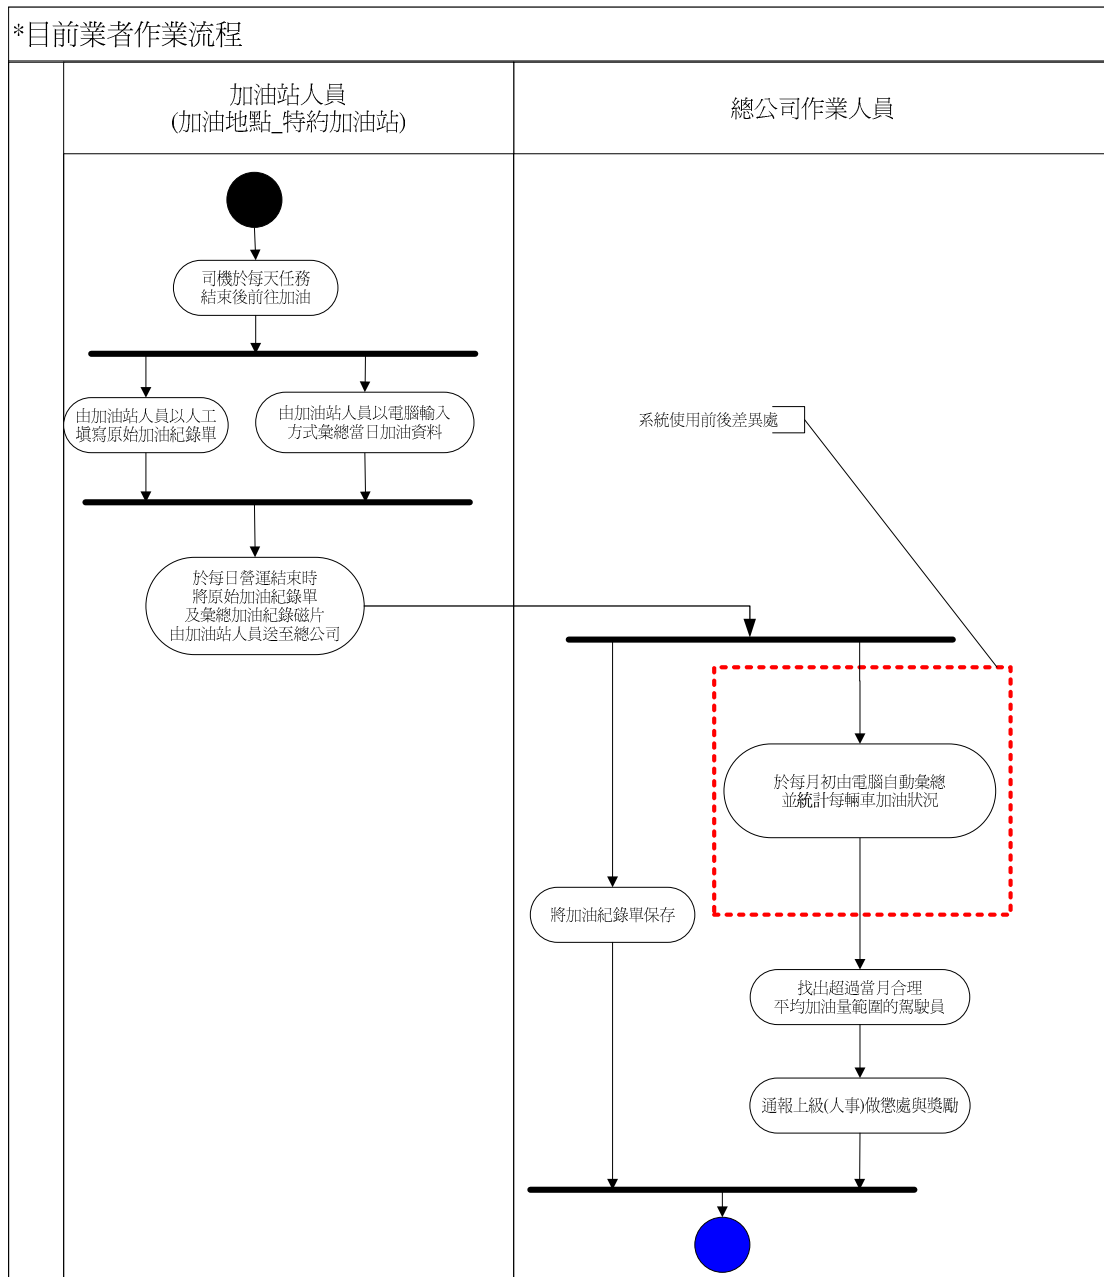 *目前業者作業流程
加油站人員
(加油地點_特約加油站)
總公司作業人員
司機於每天任務
結束後前往加油
由加油站人員以人工
填寫原始加油紀錄單
由加油站人員以電腦輸入
方式彙總當日加油資料
系統使用前後差異處
於每日營運結束時
將原始加油紀錄單
及彙總加油紀錄磁片
由加油站人員送至總公司
於每月初由電腦自動彙總
並統計每輛車加油狀況
將加油紀錄單保存
找出超過當月合理
平均加油量範圍的駕駛員
通報上級(人事)做懲處與獎勵